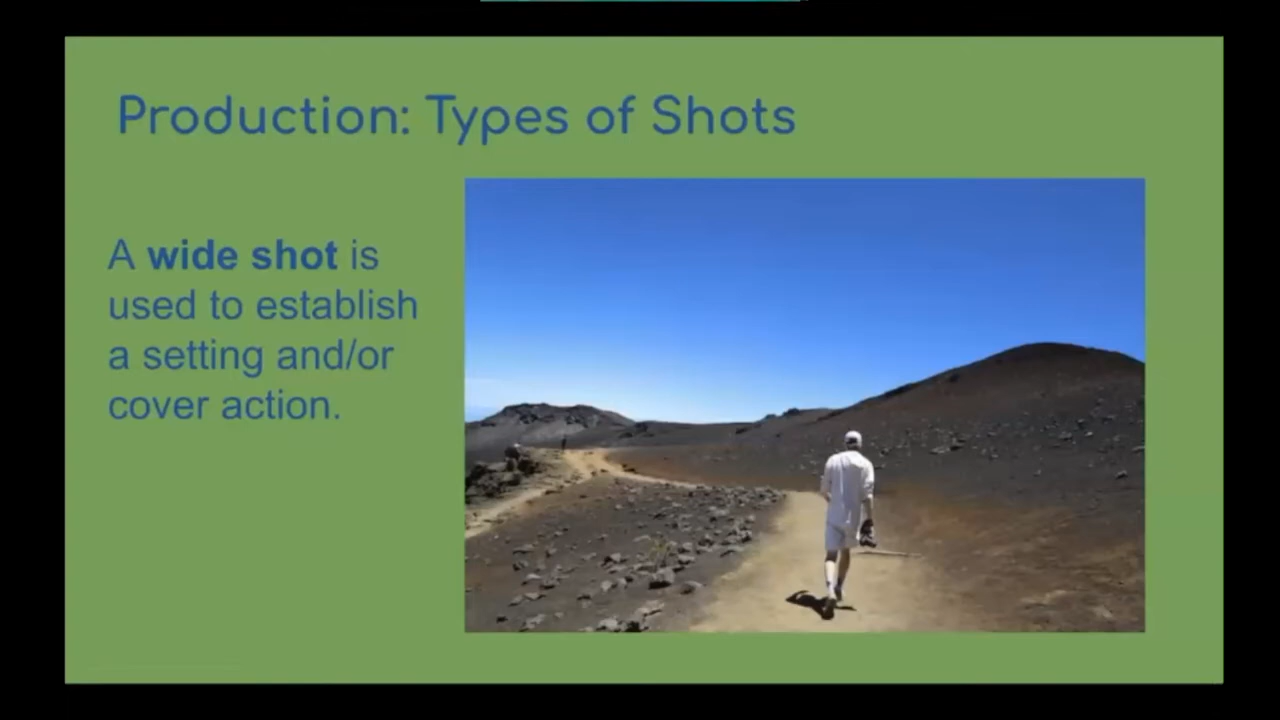 Production: Types of Shots
A wide shot is
used to establish
a setting and/or
cover action.